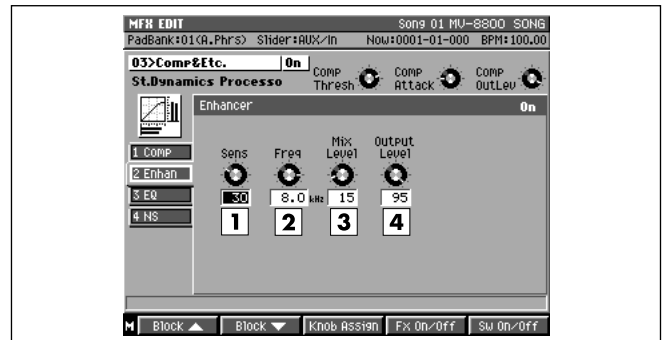 MFX EDIT Song 01 MV-8800 SONG
PadBank:01(A.Phrs) Slider:AUX/In Now:0001-01-000 BPM:100.00
03>Comp&Etc. On
St.Dynamics Processo
Comp Thresh Comp Attack Comp OutLev
Enhancer On
1 Comp
2 Enhan
3 EQ
4 NS
Sens Freq Mix Level Output Level
30 8.0 kHz 15 95
1 2 3 4
M Block ▲ Block ▼ Knob Assign Fx On/Off Sw On/Off